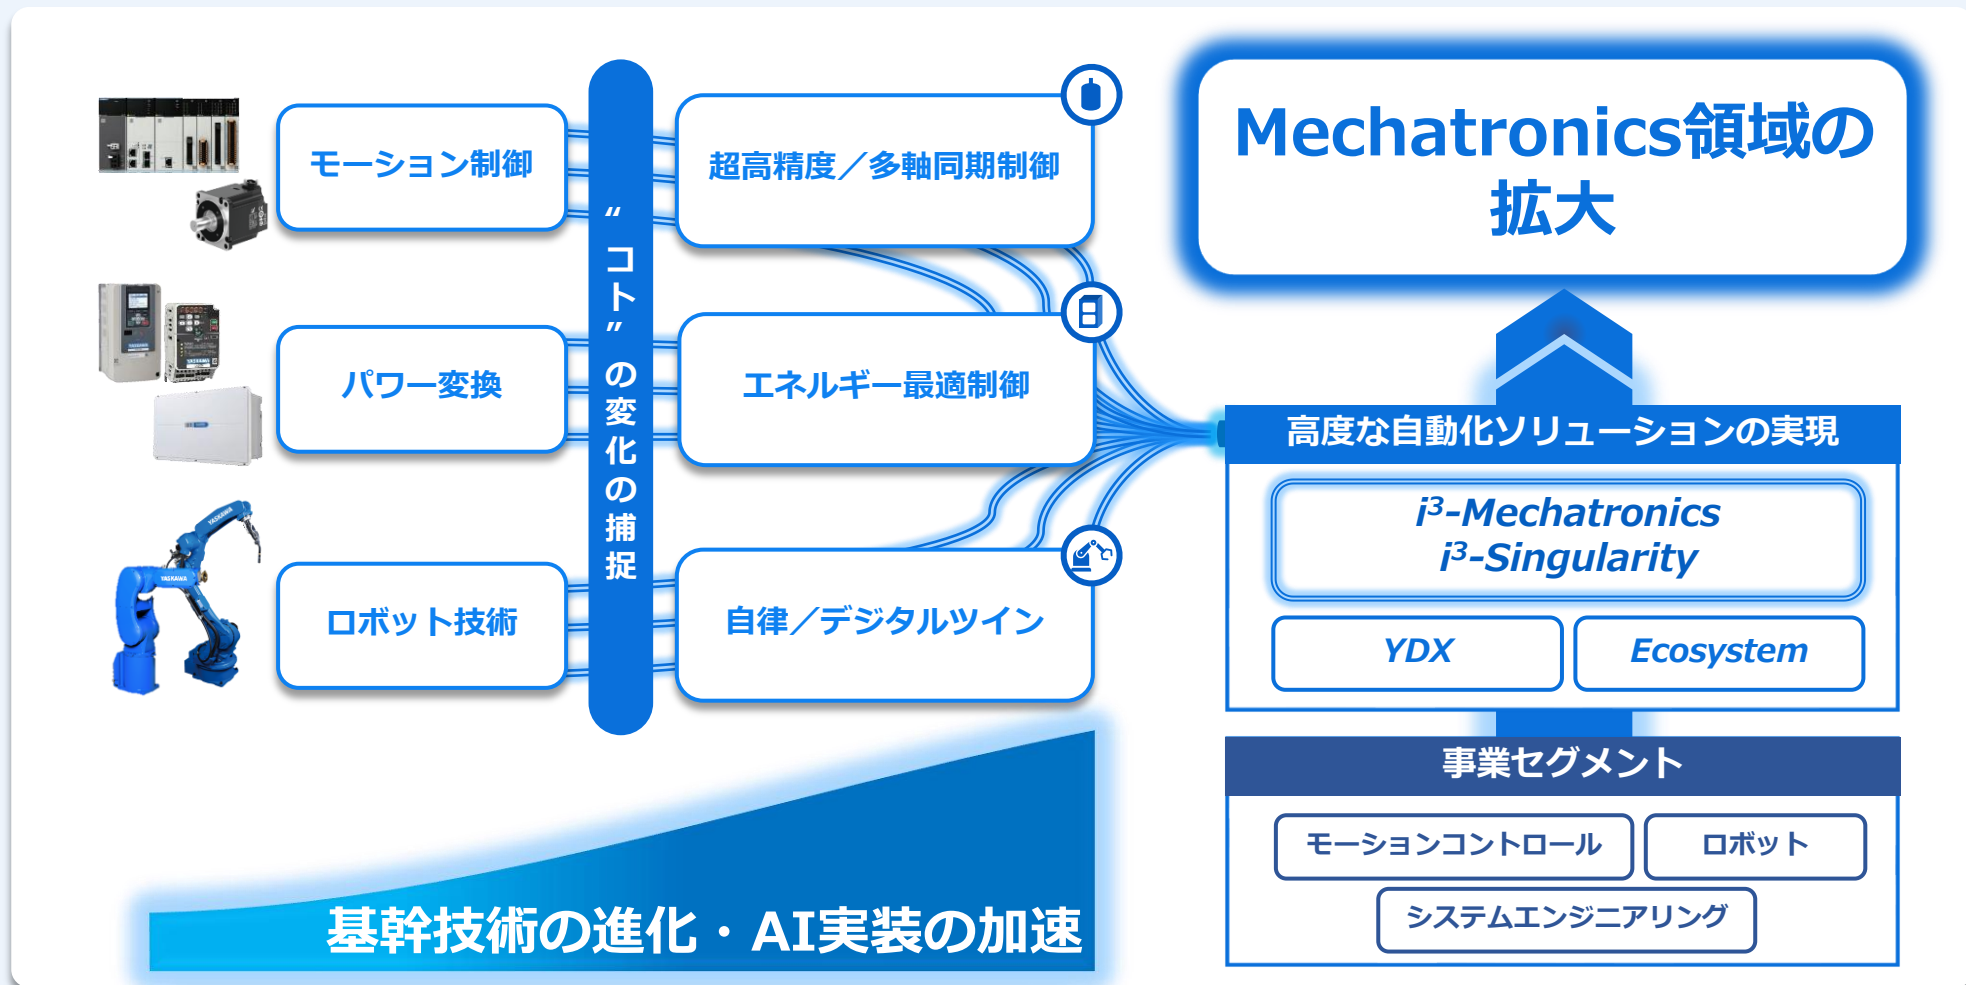 モーション制御
パワー変換
ロボット技術
“コト”の変化の捕捉
超高精度／多軸同期制御
エネルギー最適制御
自律／デジタルツイン
基幹技術の進化・AI実装の加速
Mechatronics領域の
拡大
高度な自動化ソリューションの実現
i³-Mechatronics
i³-Singularity
YDX
Ecosystem
事業セグメント
モーションコントロール
ロボット
システムエンジニアリング
YASKAWA
YASKAWA
YASKAWA